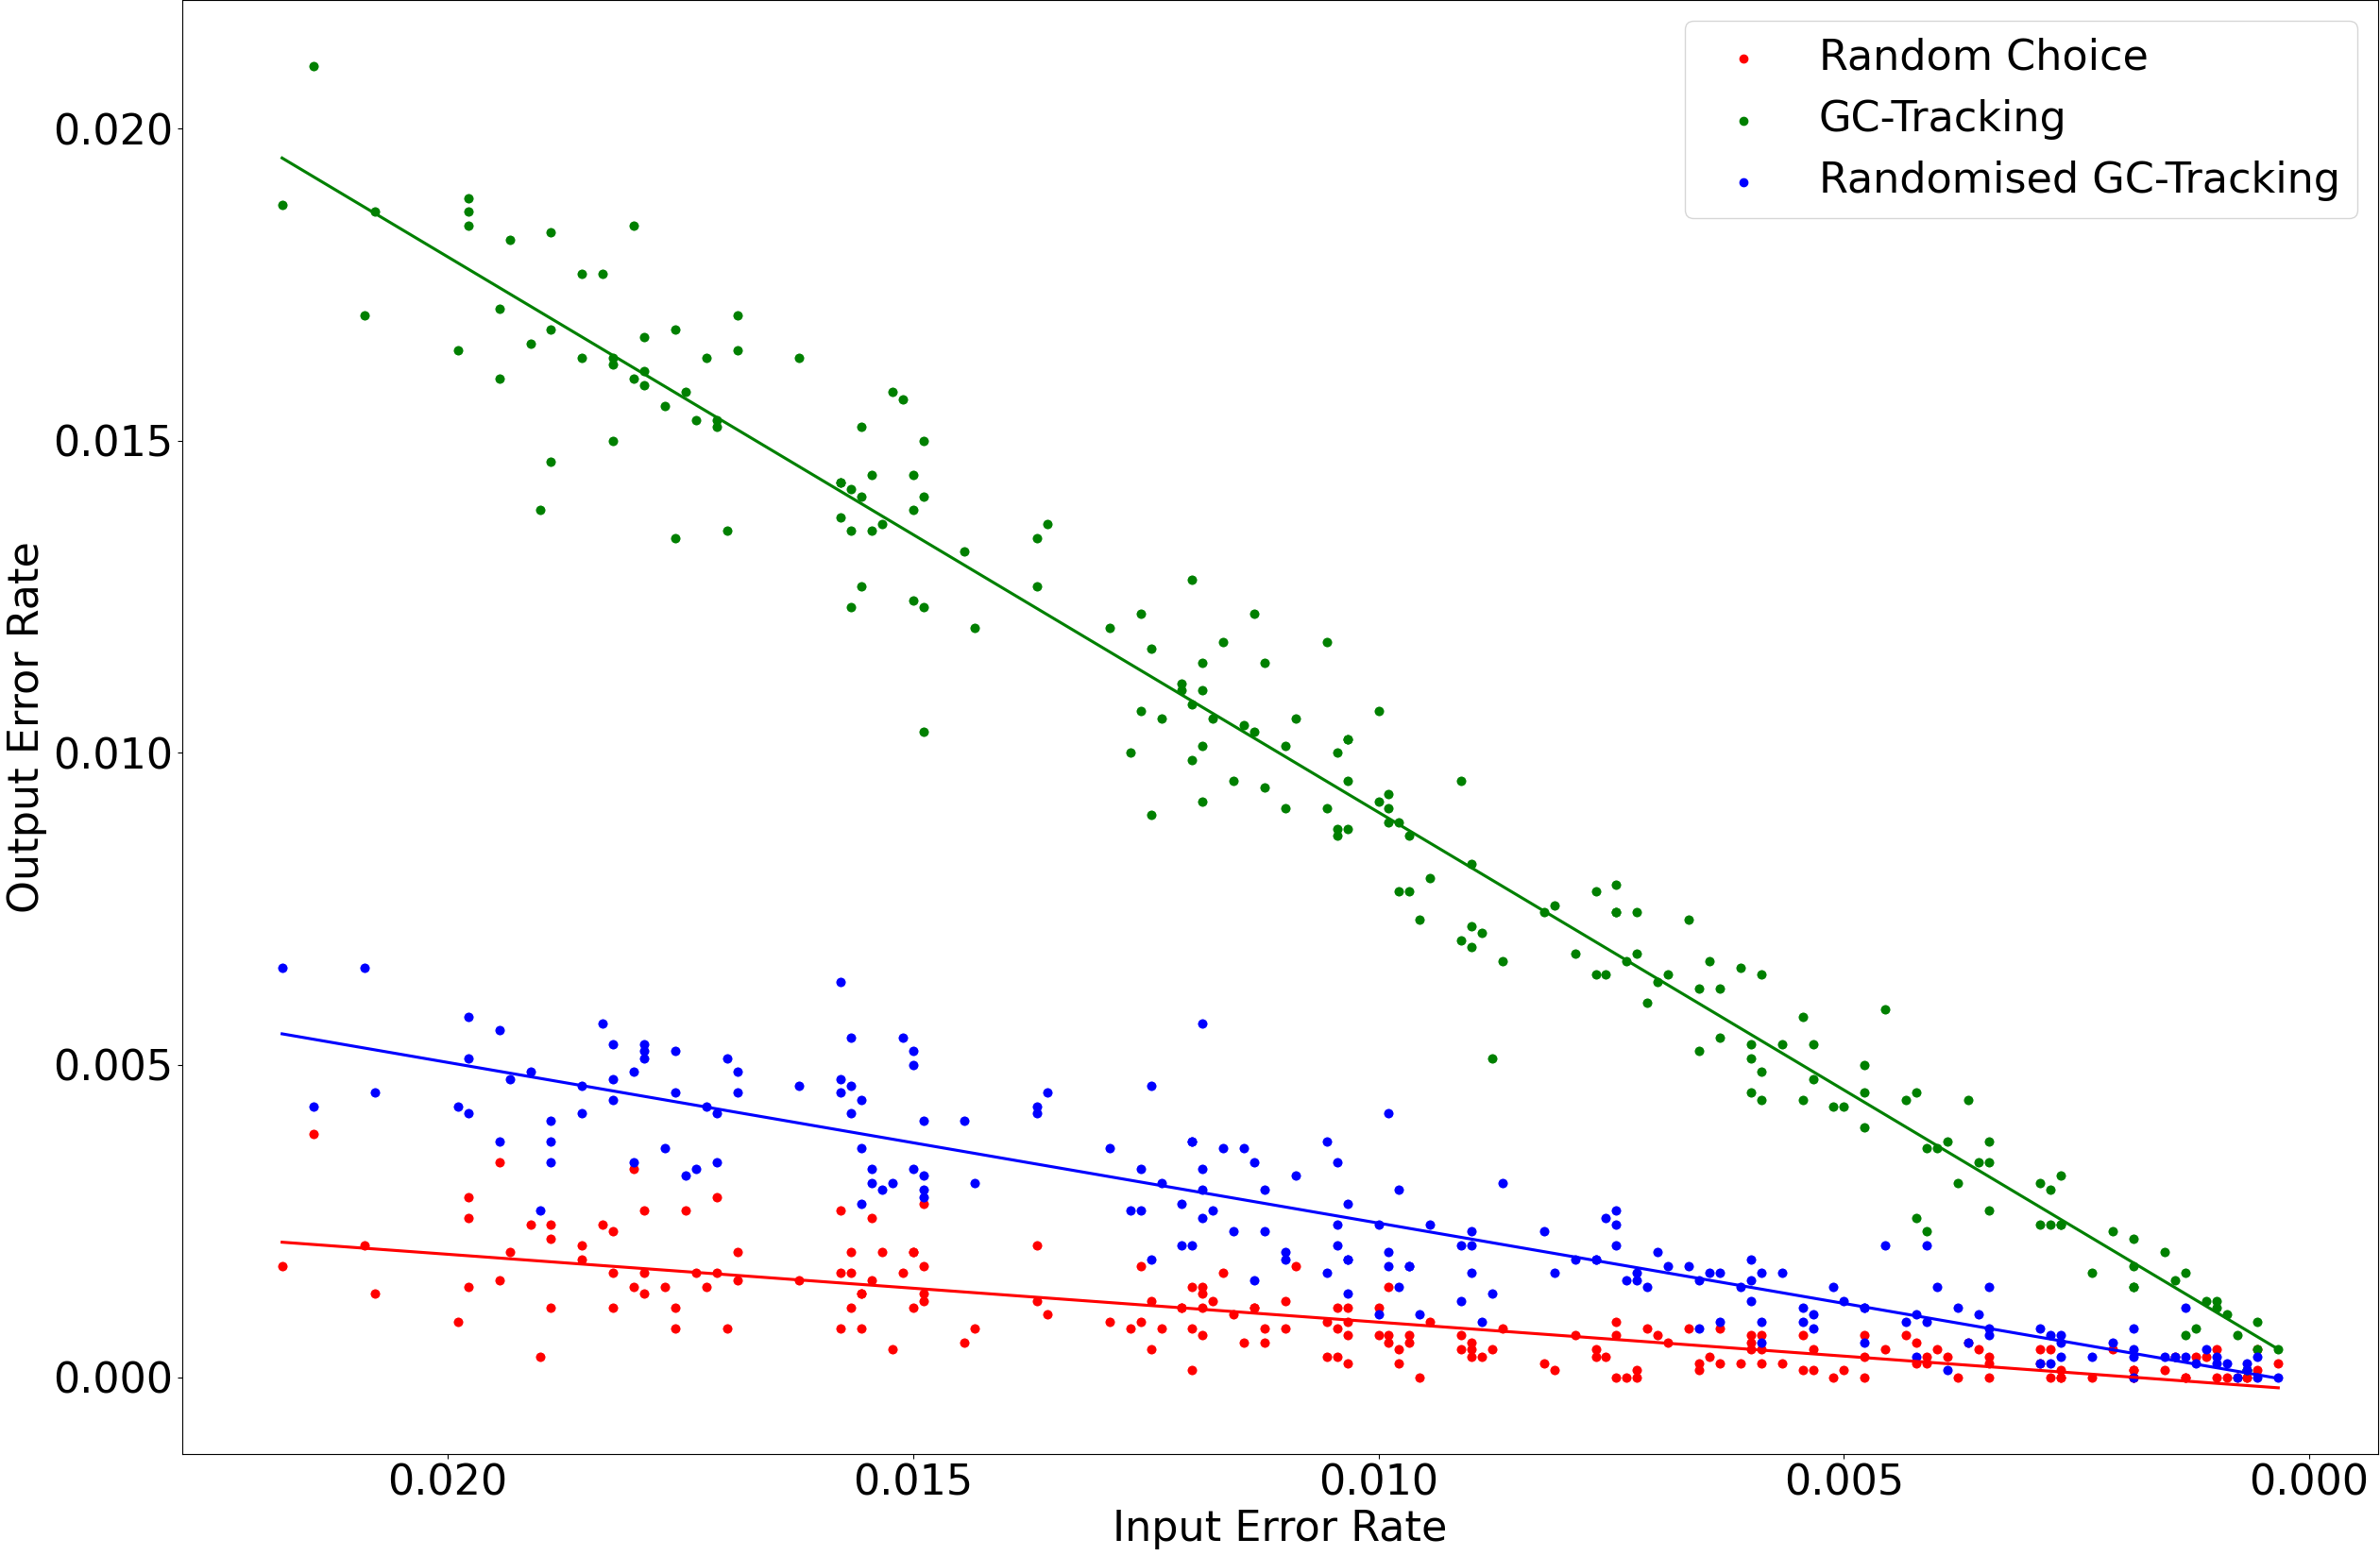 Random Choice
GC-Tracking
Randomised GC-Tracking
0.020
0.015
0.010
0.005
0.000
Output Error Rate
0.020
0.015
0.010
0.005
0.000
Input Error Rate